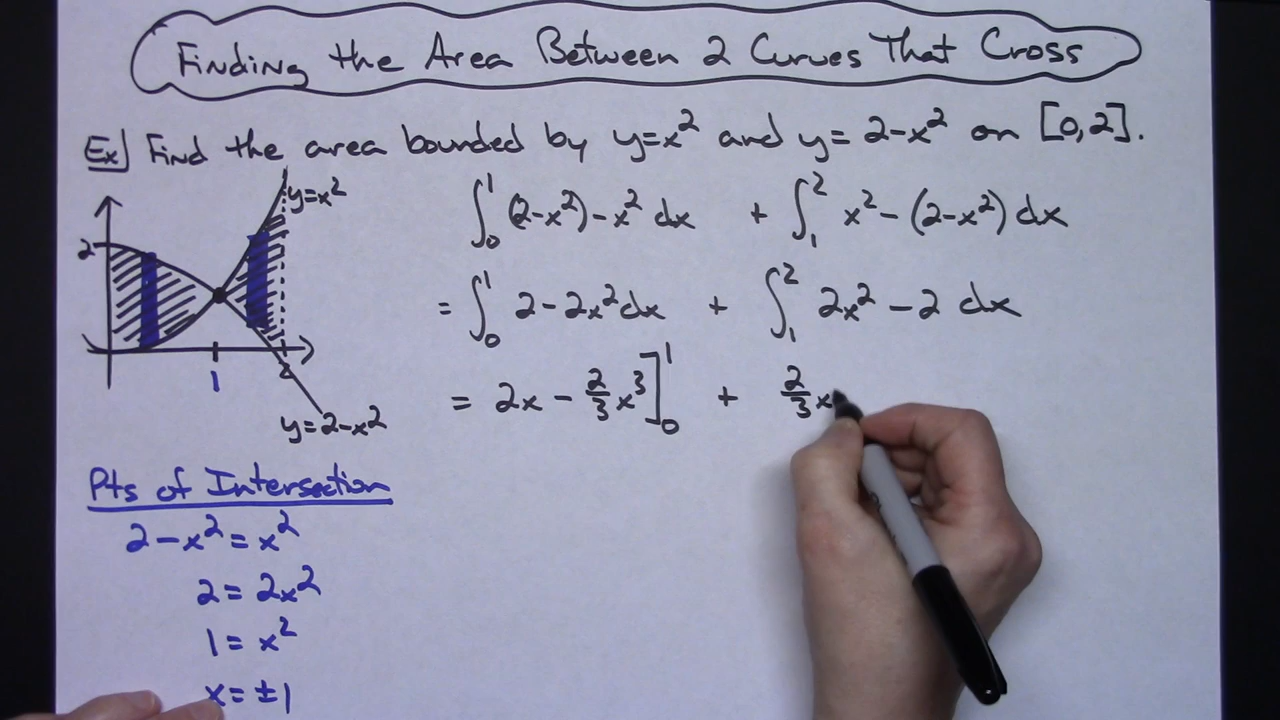 Finding the Area Between 2 Curves That Cross
Ex] Find the area bounded by y=x² and y= 2-x² on [0,2].
y=x²
2
1
2
y=2-x²
∫₀¹ (2-x²)-x² dx + ∫₁² x²-(2-x²) dx
= ∫₀¹ 2-2x² dx + ∫₁² 2x²-2 dx
= 2x - 2/3 x³]₀¹ + 2/3 x
Pts of Intersection
2-x²=x²
2=2x²
1=x²
x=±1